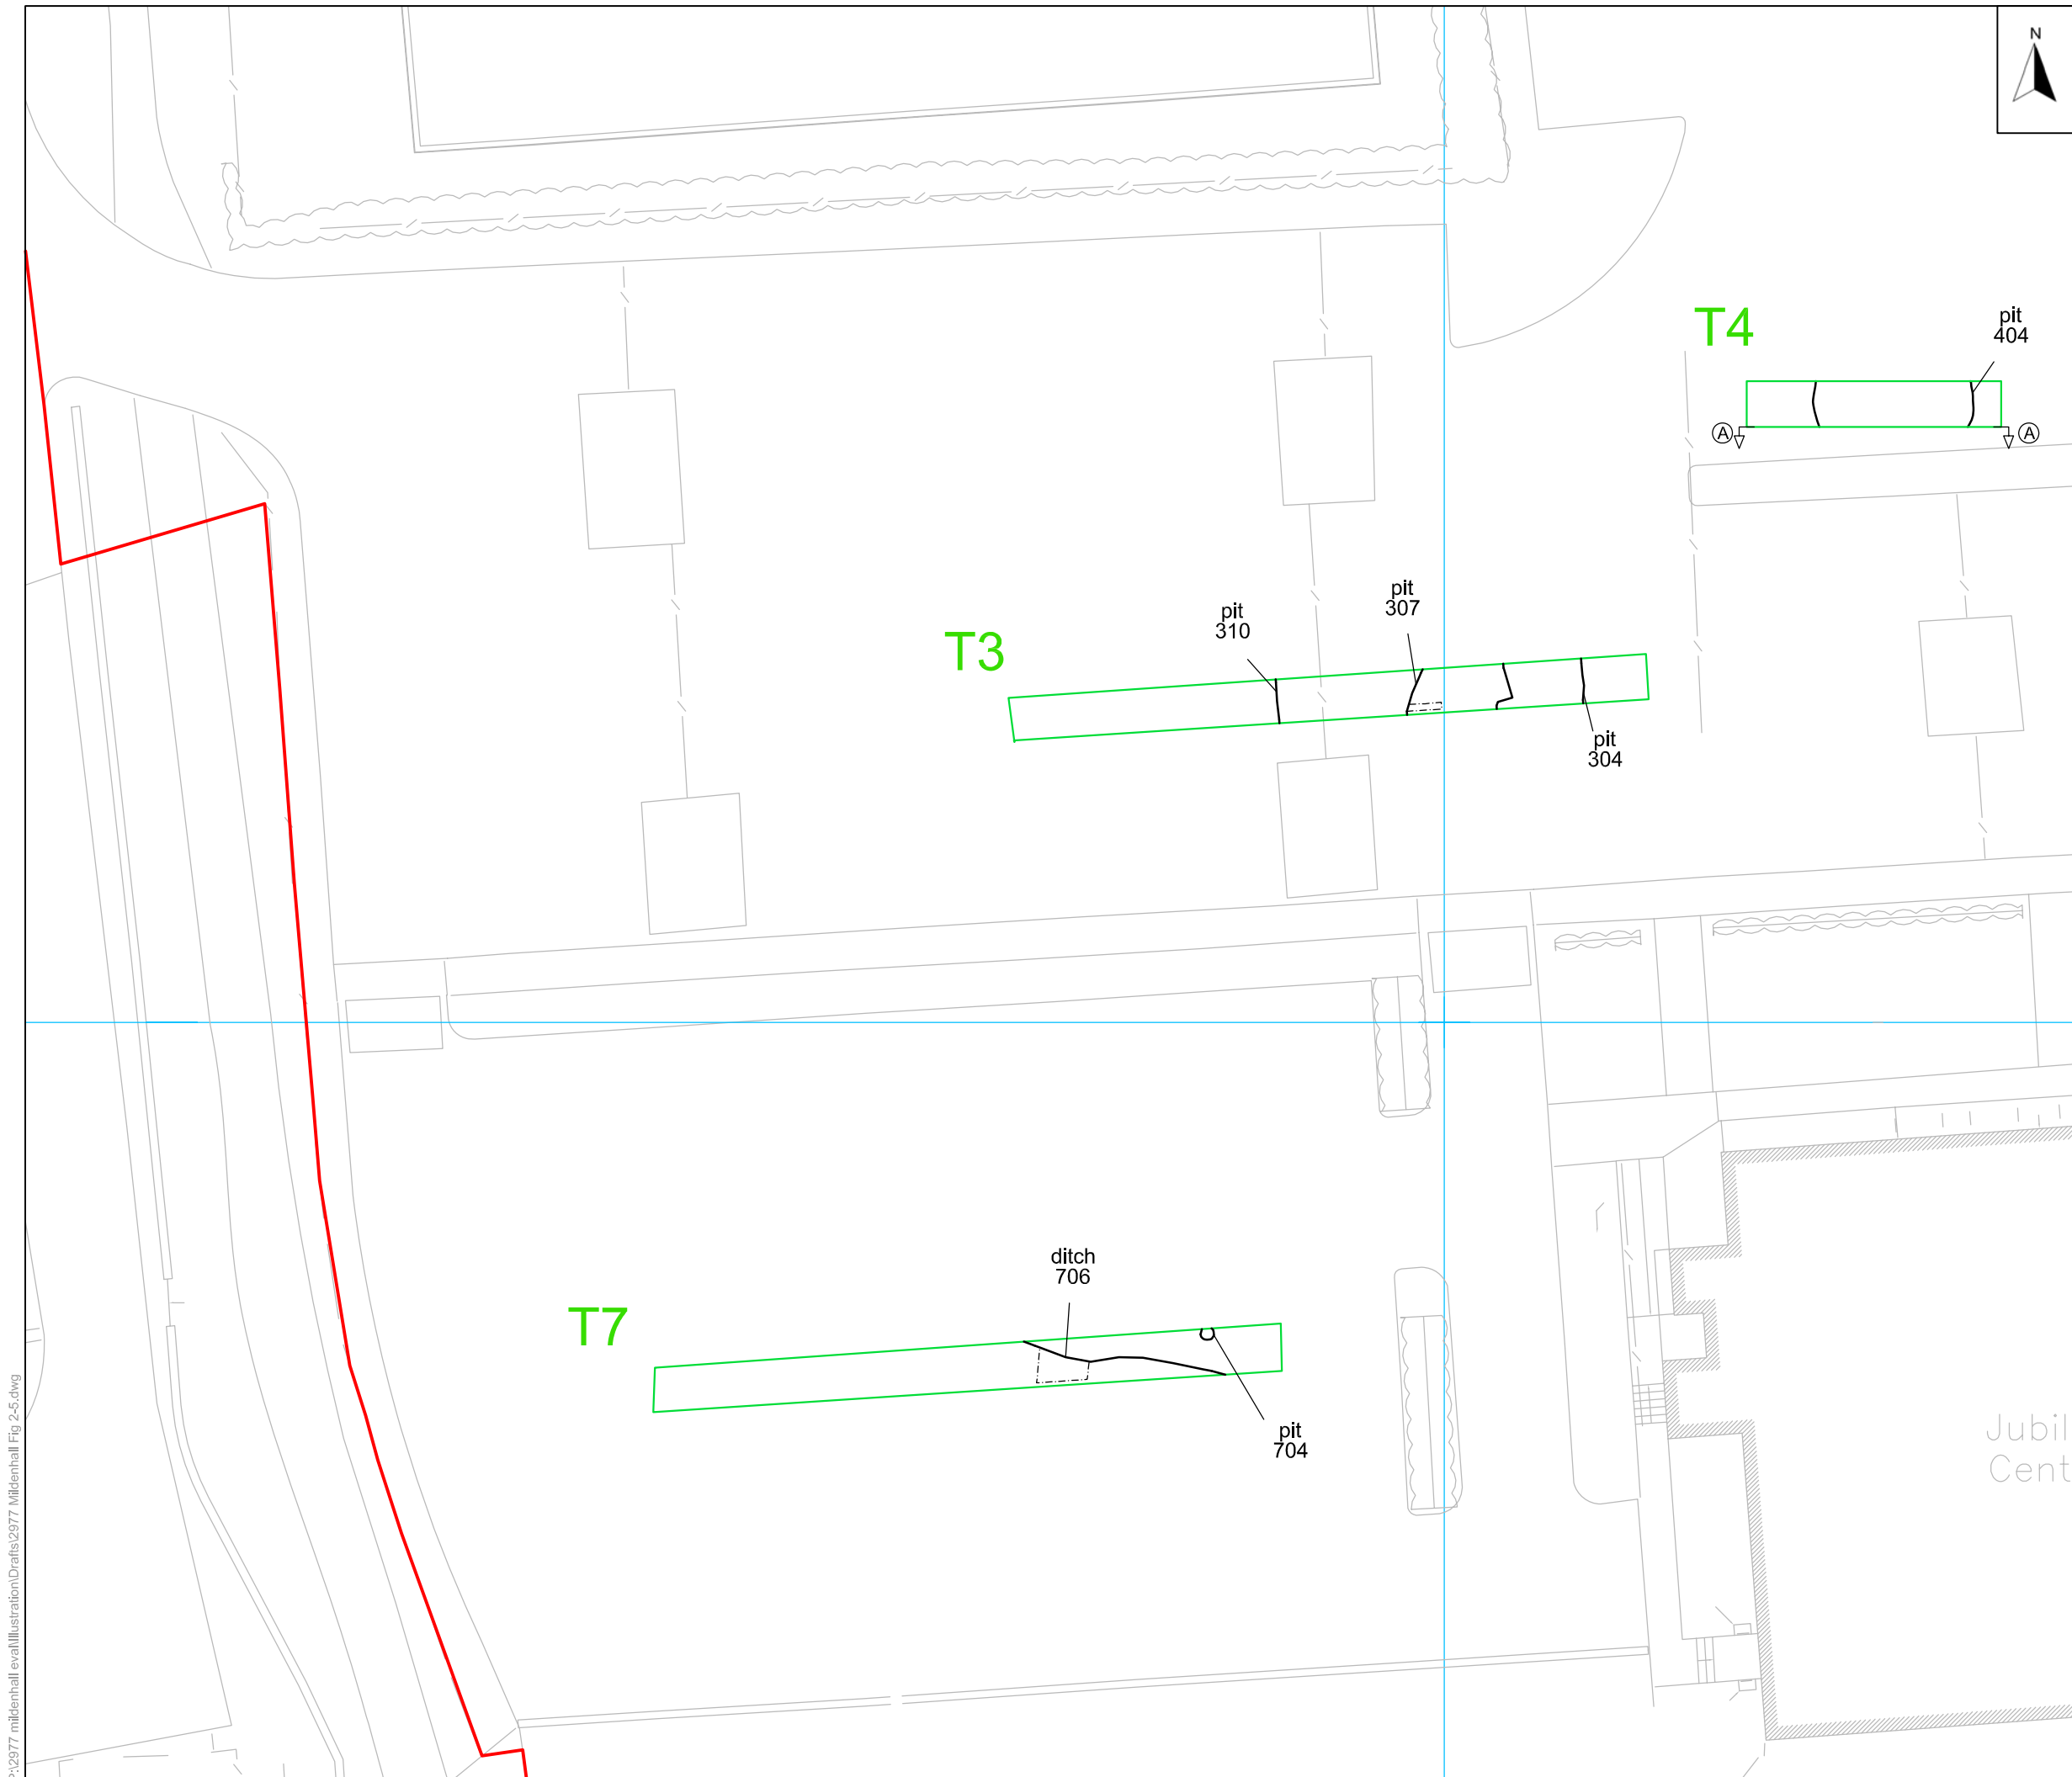 N
T4
pit
404
A
A
pit
307
pit
310
T3
pit
304
ditch
706
T7
pit
704
Jubil
Cent
P:\2977 mildenhall eval\Illustration\Drafts\2977 Mildenhall Fig 2-5.dwg